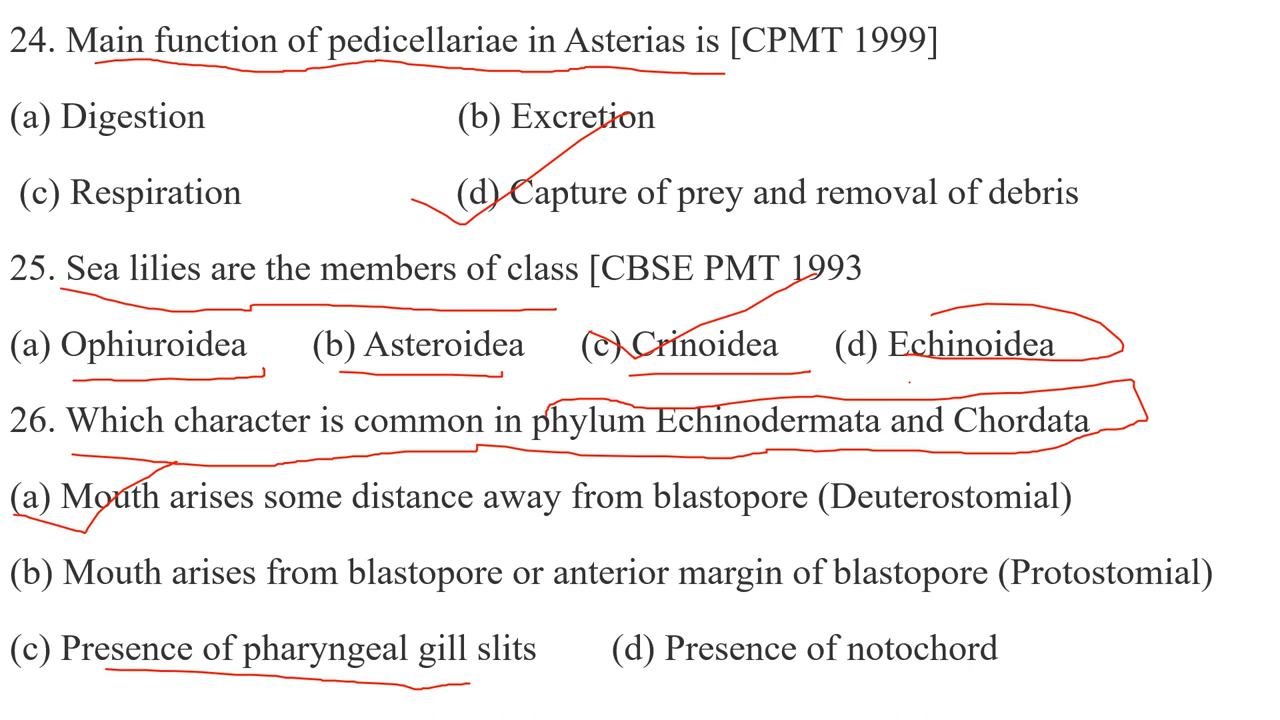 24. Main function of pedicellariae in Asterias is [CPMT 1999]
(a) Digestion (b) Excretion
(c) Respiration (d) Capture of prey and removal of debris
25. Sea lilies are the members of class [CBSE PMT 1993
(a) Ophiuroidea (b) Asteroidea (c) Crinoidea (d) Echinoidea
26. Which character is common in phylum Echinodermata and Chordata
(a) Mouth arises some distance away from blastopore (Deuterostomial)
(b) Mouth arises from blastopore or anterior margin of blastopore (Protostomial)
(c) Presence of pharyngeal gill slits (d) Presence of notochord